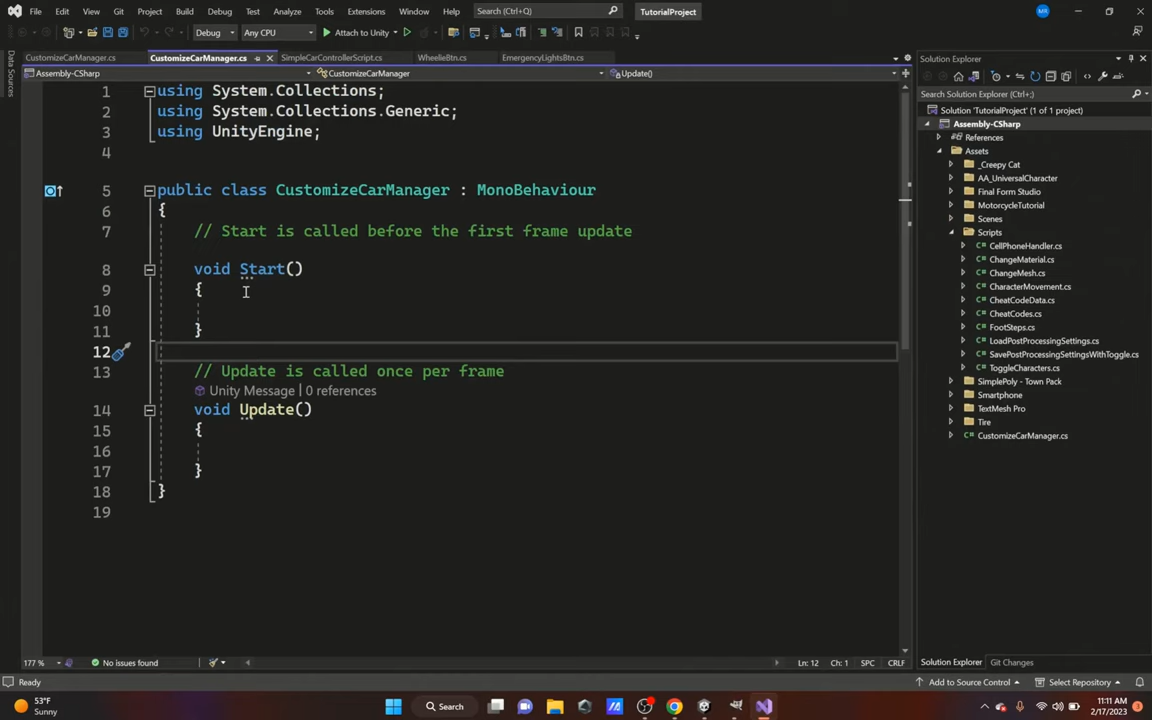 File Edit View Git Project Build Debug Test Analyze Tools Extensions Window Help Search (Ctrl+Q) TutorialProject MR
Debug Any CPU Attach to Unity
Data Sources
CustomizeCarManager.cs CustomizeCarManager.cs SimpleCarControllerScript.cs WheelieBtn.cs EmergencyLightsBtn.cs
Assembly-CSharp CustomizeCarManager Update()
1 using System.Collections;
2 using System.Collections.Generic;
3 using UnityEngine;
4
5 public class CustomizeCarManager : MonoBehaviour
6 {
7 // Start is called before the first frame update
8 void Start()
9 {
10
11 }
12
13 // Update is called once per frame
Unity Message | 0 references
14 void Update()
15 {
16
17 }
18 }
19
177 % No issues found Ln: 12 Ch: 1 SPC CRLF
Solution Explorer
Search Solution Explorer (Ctrl+;)
Solution 'TutorialProject' (1 of 1 project)
Assembly-CSharp
References
Assets
_Creepy Cat
AA_UniversalCharacter
Final Form Studio
MotorcycleTutorial
Scenes
Scripts
CellPhoneHandler.cs
ChangeMaterial.cs
ChangeMesh.cs
CharacterMovement.cs
CheatCodeData.cs
CheatCodes.cs
FootSteps.cs
LoadPostProcessingSettings.cs
SavePostProcessingSettingsWithToggle.cs
ToggleCharacters.cs
SimplePoly - Town Pack
Smartphone
TextMesh Pro
Tire
CustomizeCarManager.cs
Solution Explorer Git Changes
Ready Add to Source Control Select Repository
53°F
Sunny
Search
11:11 AM
2/17/2023